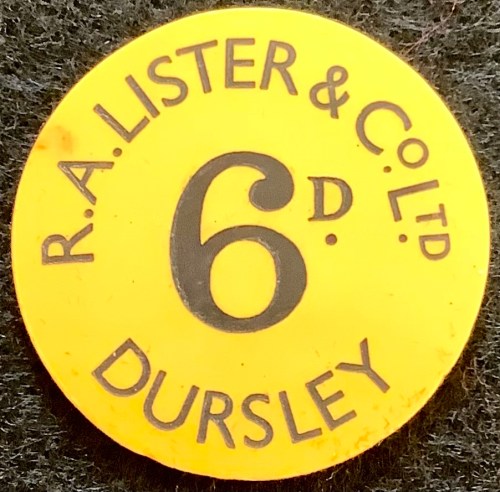 R.A. LISTER & Co. LTD.
6D.
DURSLEY